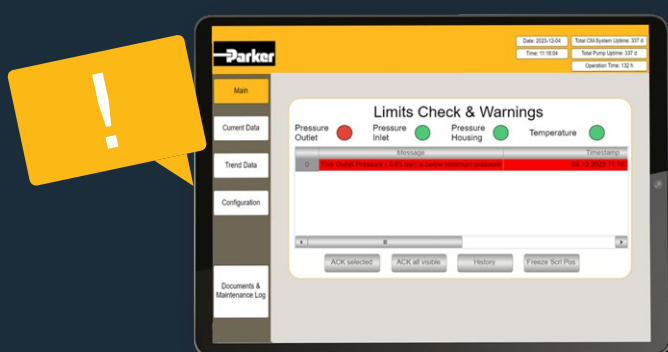 !
Parker
Date: 2023-12-04
Total CM-System Uptime: 337 d
Time: 11:18:04
Total Pump Uptime: 337 d
Operation Time: 132 h
Main
Current Data
Trend Data
Configuration
Documents &
Maintenance Log
Limits Check & Warnings
Pressure
Outlet
Pressure
Inlet
Pressure
Housing
Temperature
Message
Timestamp
0
The Outlet Pressure
bar) is below minimum pressure
ACK selected
ACK all visible
History
Freeze Scrl Pos